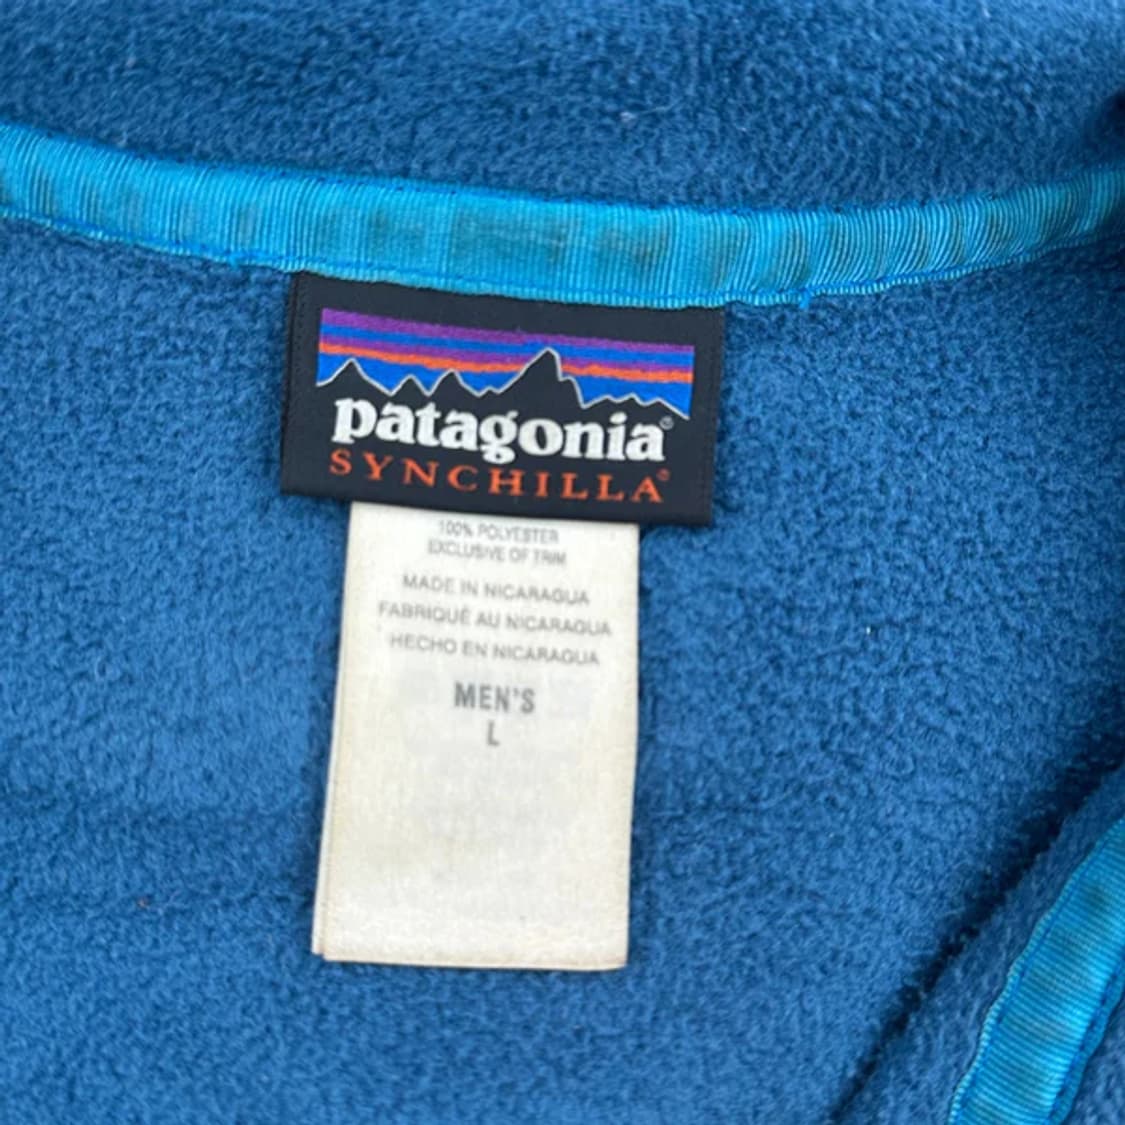 patagonia®
SYNCHILLA®
100% POLYESTER
EXCLUSIVE OF TRIM
MADE IN NICARAGUA
FABRIQUÉ AU NICARAGUA
HECHO EN NICARAGUA
MEN'S
L